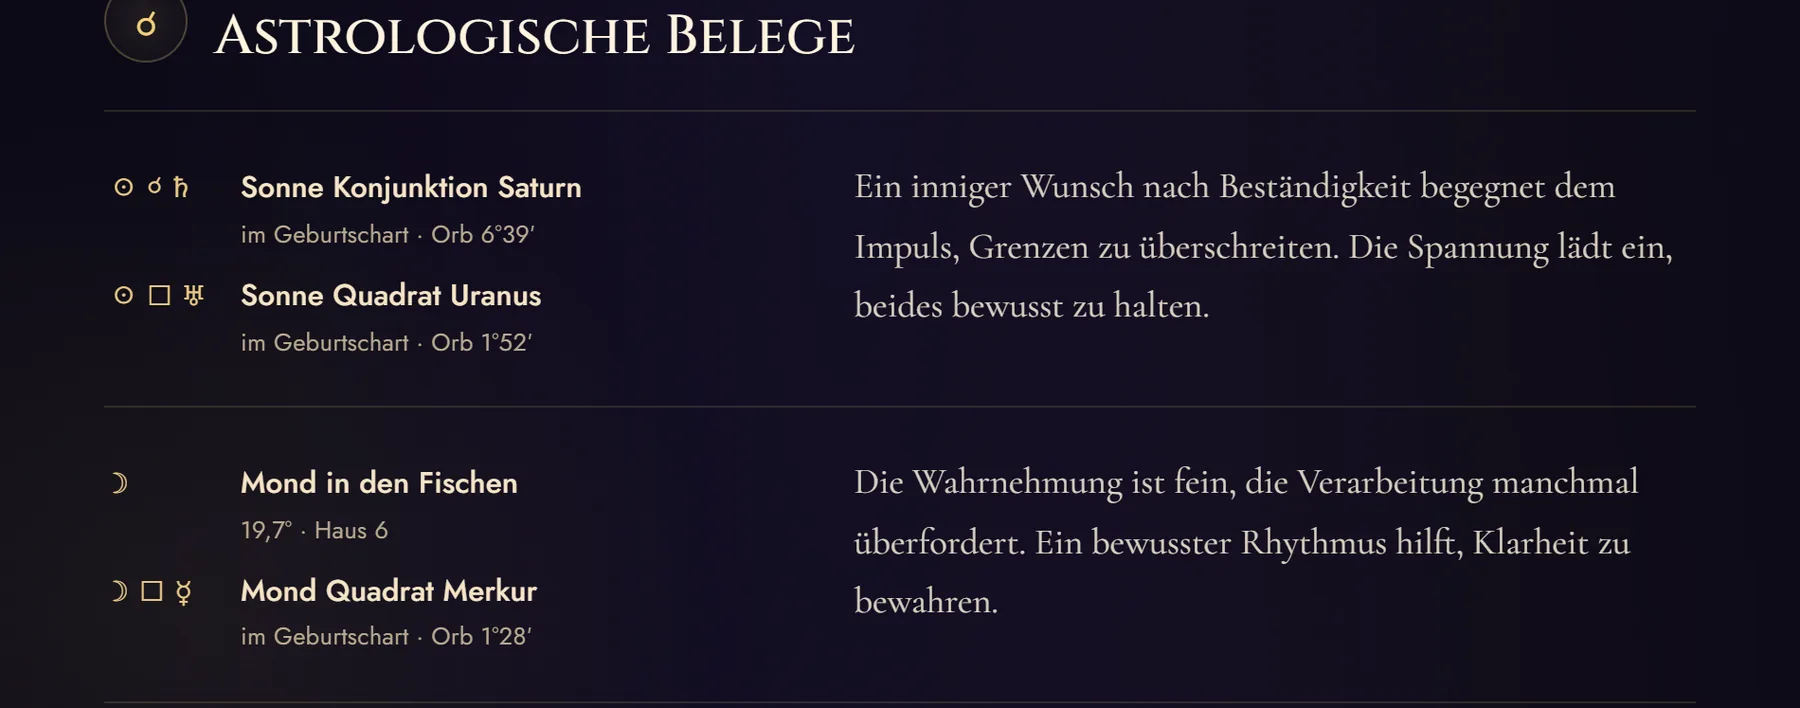 ☌ Astrologische Belege
☉ ☌ ♄ Sonne Konjunktion Saturn
im Geburtschart · Orb 6°39′
☉ □ ♅ Sonne Quadrat Uranus
im Geburtschart · Orb 1°52′
Ein inniger Wunsch nach Beständigkeit begegnet dem
Impuls, Grenzen zu überschreiten. Die Spannung lädt ein,
beides bewusst zu halten.
☽ Mond in den Fischen
19,7° · Haus 6
☽ □ ☿ Mond Quadrat Merkur
im Geburtschart · Orb 1°28′
Die Wahrnehmung ist fein, die Verarbeitung manchmal
überfordert. Ein bewusster Rhythmus hilft, Klarheit zu
bewahren.